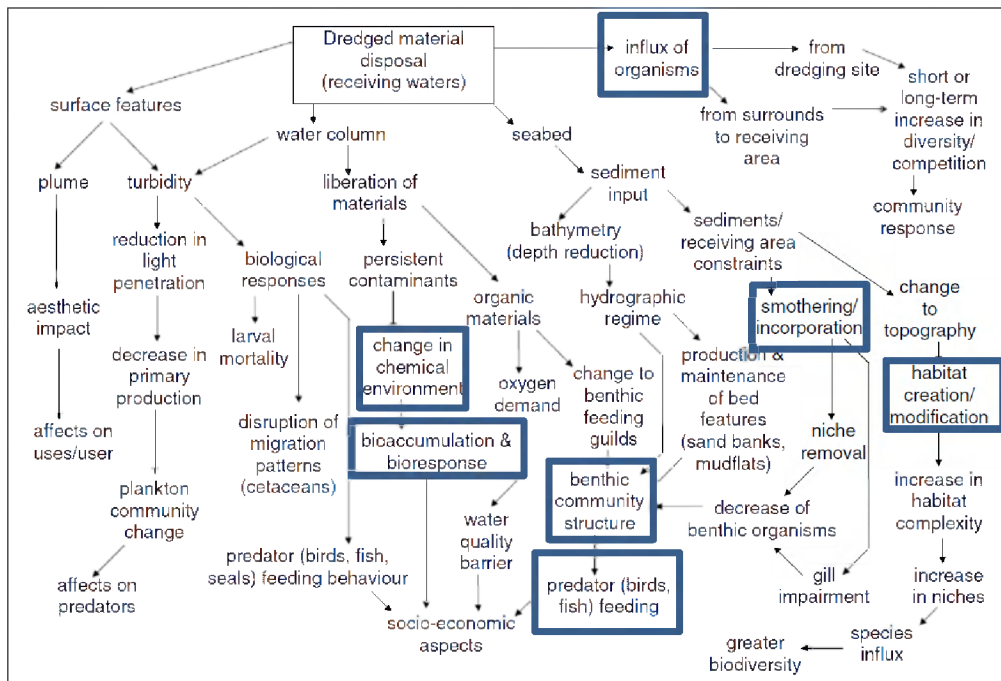 Dredged material
disposal
(receiving waters)
influx of
organisms
from
dredging site
short or
long-term
increase in
diversity/
competition
from surrounds
to receiving
area
community
response
surface features
water column
seabed
plume
turbidity
liberation of
materials
sediment
input
reduction in
light
penetration
biological
responses
persistent
contaminants
bathymetry
(depth reduction)
sediments/
receiving area
constraints
aesthetic
impact
larval
mortality
organic
materials
hydrographic
regime
smothering/
incorporation
change
to
topography
decrease in
primary
production
change in
chemical
environment
oxygen
demand
change to
benthic
feeding
guilds
production &
maintenance
of bed
features
(sand banks,
mudflats)
habitat
creation/
modification
affects on
uses/user
disruption of
migration
patterns
(cetaceans)
bioaccumulation &
bioresponse
niche
removal
plankton
community
change
water
quality
barrier
benthic
community
structure
decrease of
benthic organisms
increase in
habitat
complexity
affects on
predators
predator (birds, fish,
seals) feeding behaviour
predator (birds,
fish) feeding
gill
impairment
increase
in niches
socio-economic
aspects
greater
biodiversity
species
influx